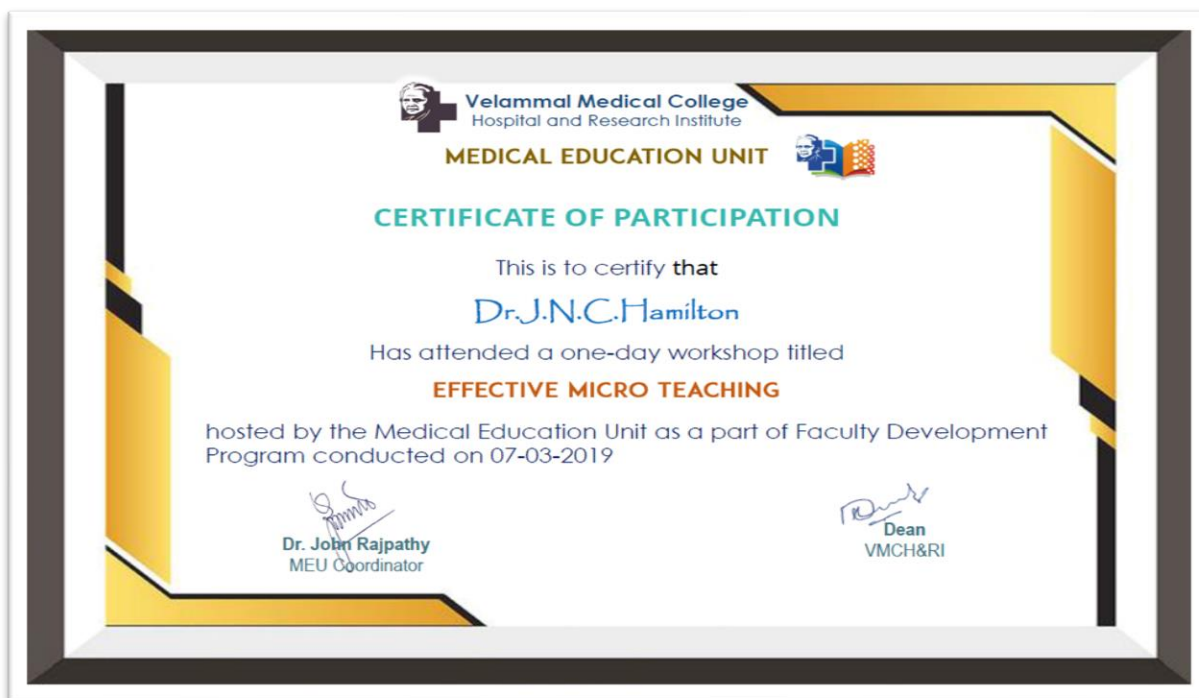 Velammal Medical College
Hospital and Research Institute
MEDICAL EDUCATION UNIT
CERTIFICATE OF PARTICIPATION
This is to certify that
Dr.J.N.C.Hamilton
Has attended a one-day workshop titled
EFFECTIVE MICRO TEACHING
hosted by the Medical Education Unit as a part of Faculty Development
Program conducted on 07-03-2019
Dr. John Rajpathy
MEU Coordinator
Dean
VMCH&RI